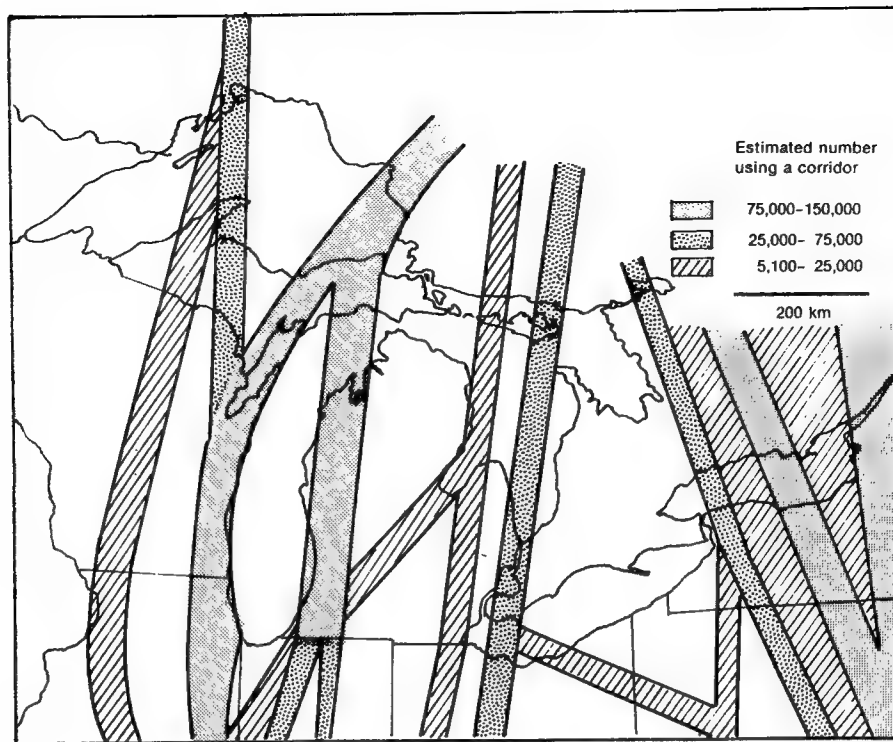 Estimated number
using a corridor
75,000-150,000
25,000- 75,000
5,100- 25,000
200 km